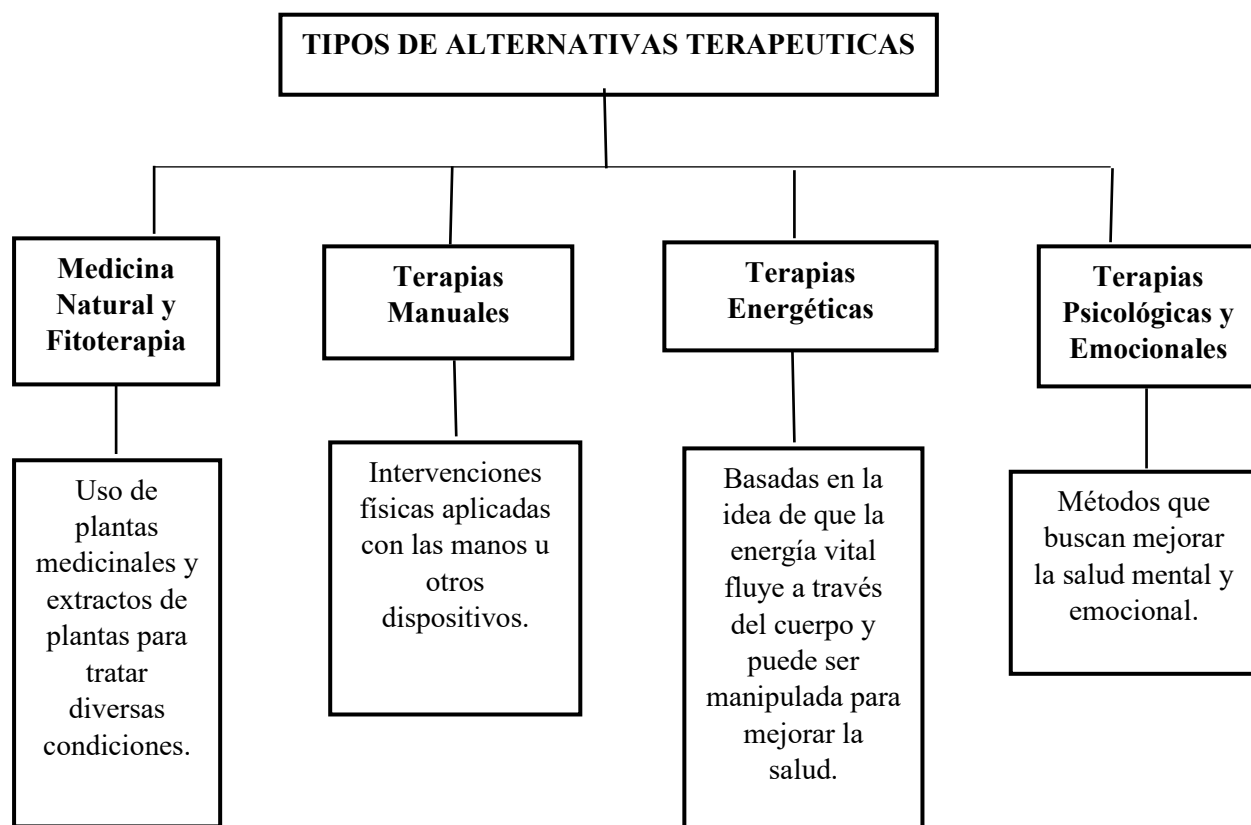 TIPOS DE ALTERNATIVAS TERAPEUTICAS
Medicina
Natural y
Fitoterapia
Terapias
Manuales
Terapias
Energéticas
Terapias
Psicológicas y
Emocionales
Uso de
plantas
medicinales y
extractos de
plantas para
tratar
diversas
condiciones.
Intervenciones
físicas aplicadas
con las manos u
otros
dispositivos.
Basadas en la
idea de que la
energía vital
fluye a través
del cuerpo y
puede ser
manipulada para
mejorar la
salud.
Métodos que
buscan mejorar
la salud mental y
emocional.